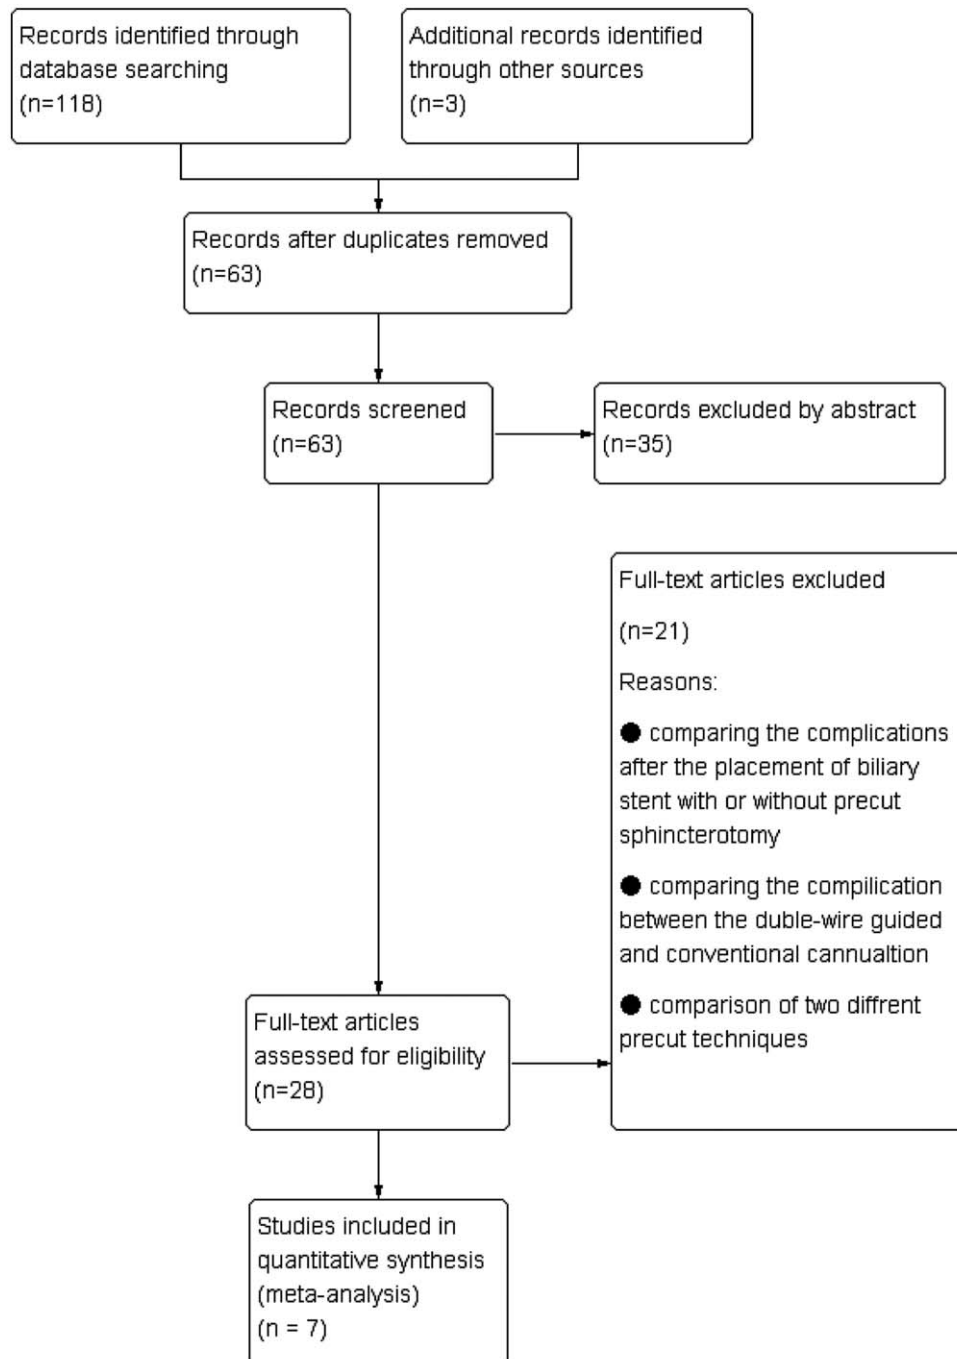 Records identified through
database searching
(n=118)
Additional records identified
through other sources
(n=3)
Records after duplicates removed
(n=63)
Records screened
(n=63)
Records excluded by abstract
(n=35)
Full-text articles excluded
(n=21)
Reasons:
● comparing the complications
after the placement of biliary
stent with or without precut
sphincterotomy
● comparing the compilication
between the duble-wire guided
and conventional cannualtion
● comparison of two diffrent
precut techniques
Full-text articles
assessed for eligibility
(n=28)
Studies included in
quantitative synthesis
(meta-analysis)
(n = 7)